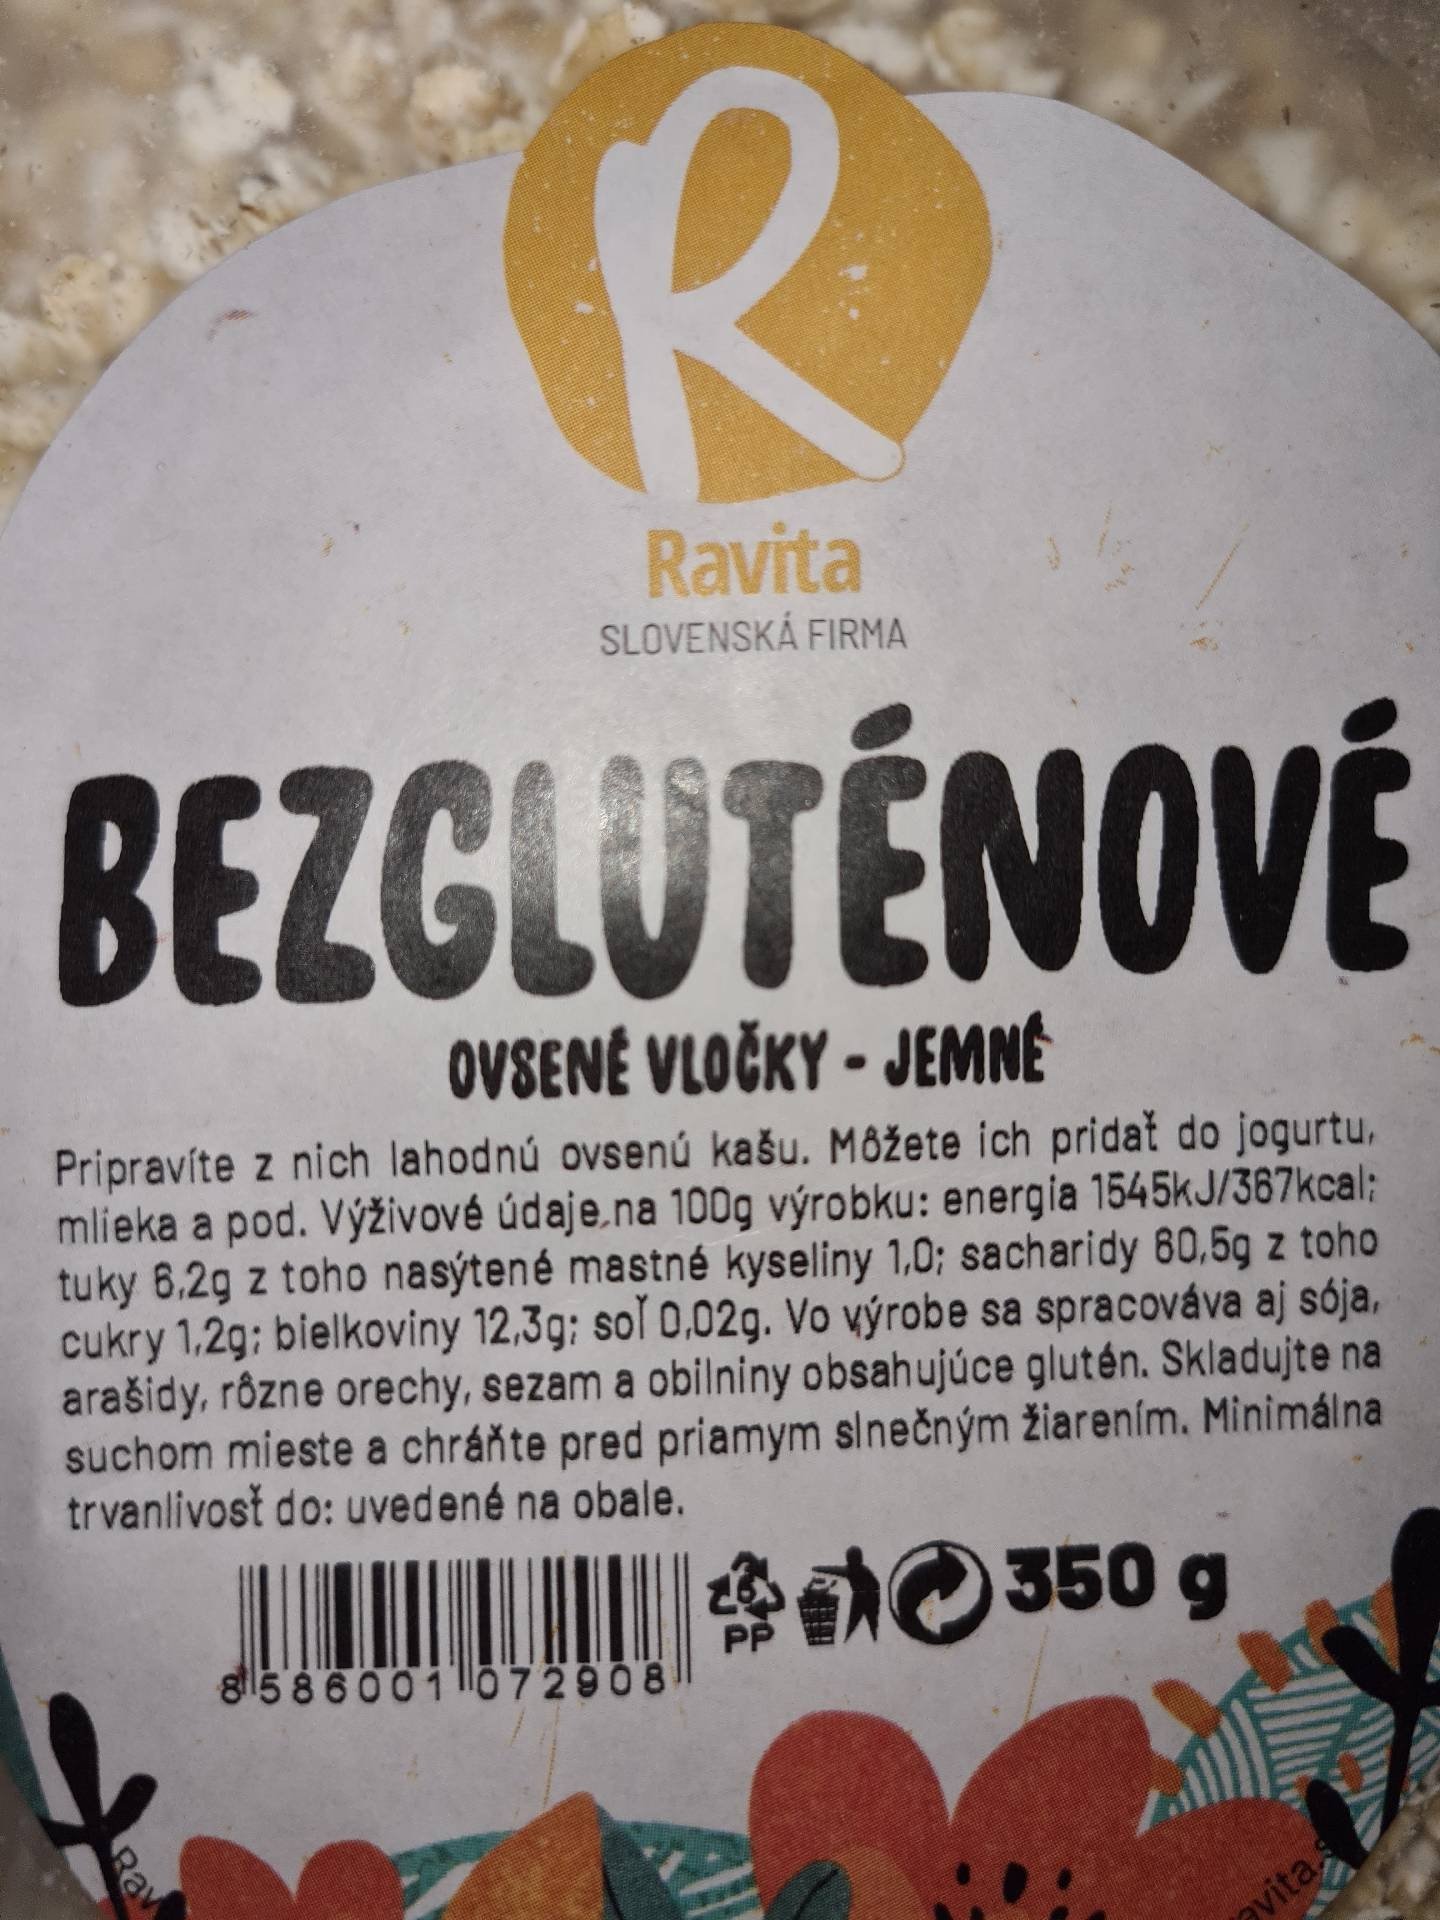 R
Ravita
SLOVENSKÁ FIRMA
BEZGLUTÉNOVÉ
OVSENÉ VLOČKY - JEMNÉ
Pripravíte z nich lahodnú ovsenú kašu. Môžete ich pridať do jogurtu,
mlieka a pod. Výživové údaje na 100g výrobku: energia 1545kJ/367kcal;
tuky 6,2g z toho nasýtené mastné kyseliny 1,0; sacharidy 60,5g z toho
cukry 1,2g; bielkoviny 12,3g; soľ 0,02g. Vo výrobe sa spracováva aj sója,
arašidy, rôzne orechy, sezam a obilniny obsahujúce glutén. Skladujte na
suchom mieste a chráňte pred priamym slnečným žiarením. Minimálna
trvanlivosť do: uvedené na obale.
5
PP
350 g
8 586001 072908